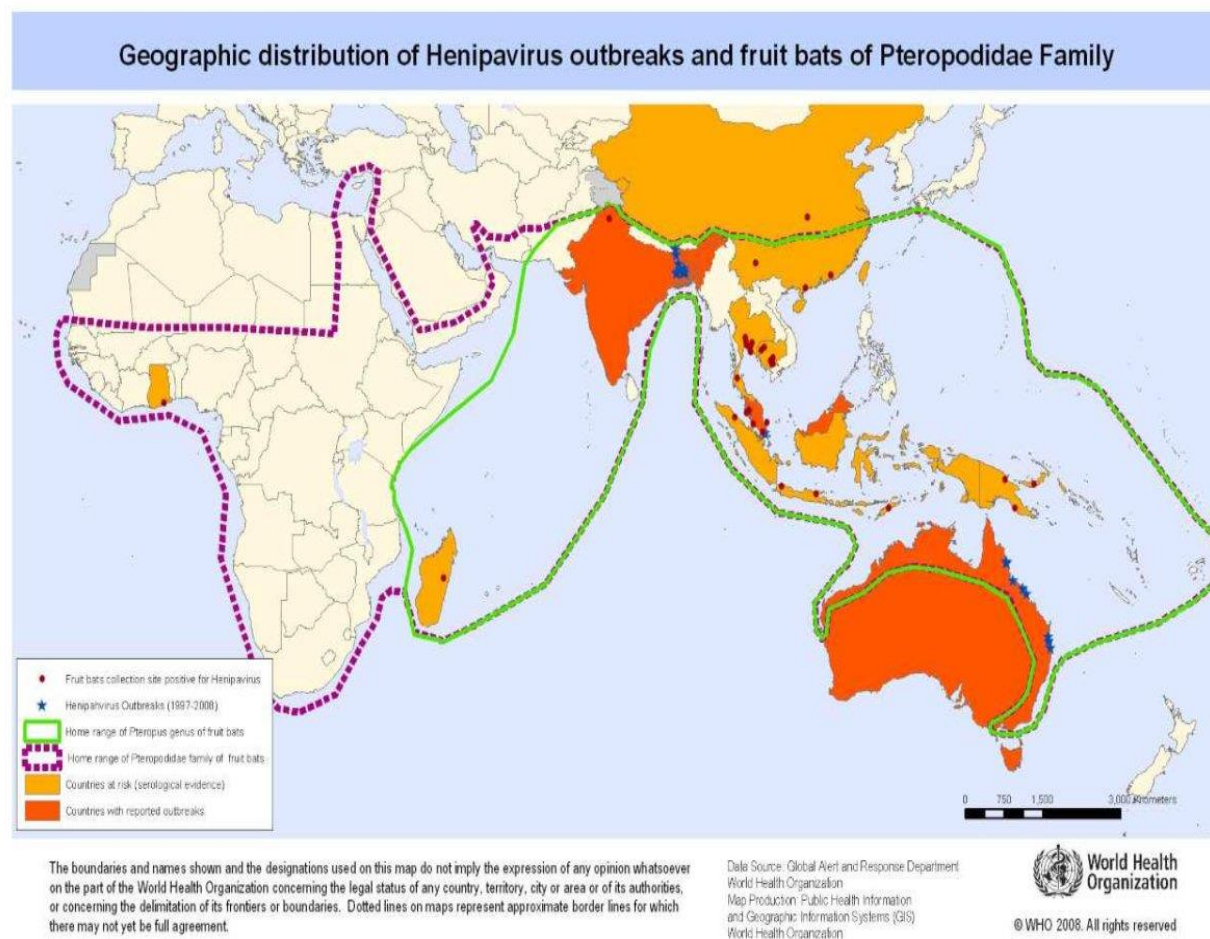 Geographic distribution of Henipavirus outbreaks and fruit bats of Pteropodidae Family
Fruit bats collection site positive for Henipavirus
Henipahvirus Outbreaks (1997-2008)
Home range of Pteropus genus of fruit bats
Home range of Pteropodidae family of fruit bats
Countries at risk (serological evidence)
Countries with reported outbreaks
0 750 1,500 3,000 Kilometers
The boundaries and names shown and the designations used on this map do not imply the expression of any opinion whatsoever
on the part of the World Health Organization concerning the legal status of any country, territory, city or area or of its authorities,
or concerning the delimitation of its frontiers or boundaries. Dotted lines on maps represent approximate border lines for which
there may not yet be full agreement.
Data Source: Global Alert and Response Department
World Health Organization
Map Production: Public Health Information
and Geographic Information Systems (GIS)
World Health Organization
World Health
Organization
© WHO 2008. All rights reserved